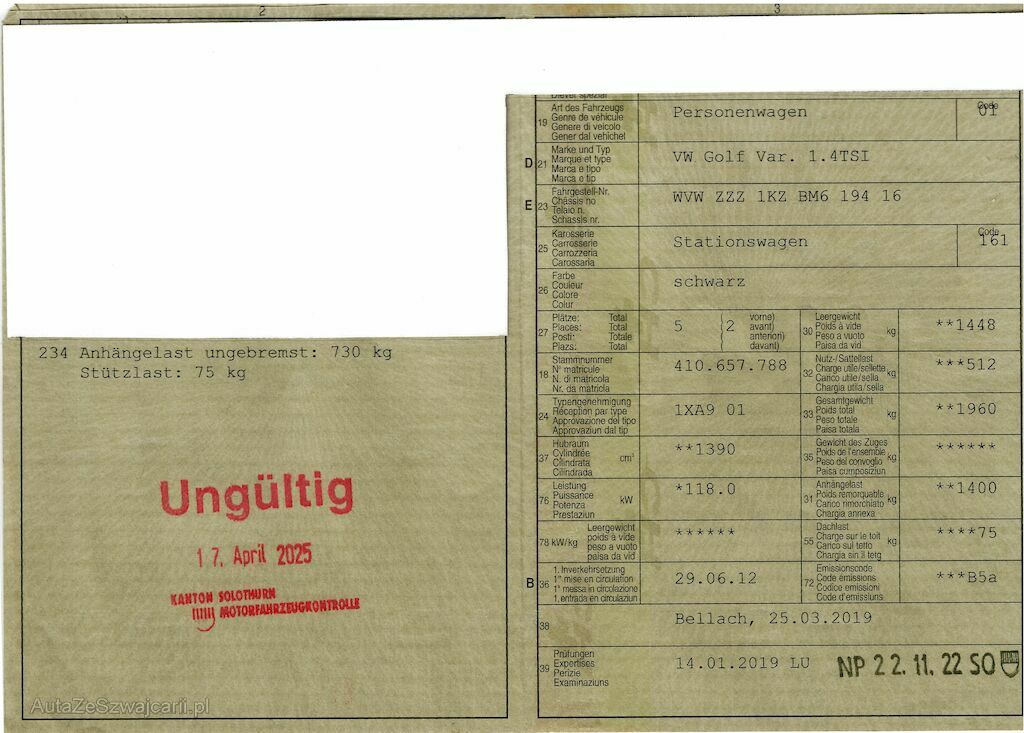 2
3
234 Anhängelast ungebremst: 730 kg
Stützlast: 75 kg
Ungültig
17. April 2025
KANTON SOLOTHURN
MOTORFAHRZEUGKONTROLLE
AutaZeSzwajcarii.pl
19
Art des Fahrzeugs
Genre de véhicule
Genere di veicolo
Gener dal vehichel
Personenwagen
Code
01
D
21
Marke und Typ
Marque et type
Marca e tipo
Marca e tip
VW Golf Var. 1.4TSI
E
23
Fahrgestell-Nr.
Châssis no
Telaio n.
Schassis nr.
WVW ZZZ 1KZ BM6 194 16
25
Karosserie
Carrosserie
Carrozzeria
Carossaria
Stationswagen
Code
161
26
Farbe
Couleur
Colore
Colur
schwarz
27
Plätze: Total
Places: Total
Posti: Totale
Plazs: Total
5 (2
vorne)
avant)
anteriori)
davant)
30
Leergewicht
Poids à vide
Peso a vuoto
Paisa da vid
kg
**1448
18
Stammnummer
N° matricule
N. di matricola
Nr. da matricla
410.657.788
32
Nutz-/Sattellast
Charge utile/sellette
Carico utile/sella
Chargia utila/sella
kg
***512
24
Typengenehmigung
Réception par type
Approvazione del tipo
Approvaziun dal tip
1XA9 01
33
Gesamtgewicht
Poids total
Peso totale
Paisa totala
kg
**1960
37
Hubraum
Cylindrée
Cilindrata
Cilindrada
cm³
**1390
35
Gewicht des Zuges
Poids de l'ensemble
Peso del convoglio
Paisa cumposiziun
kg
******
76
Leistung
Puissance
Potenza
Prestaziun
kW
*118.0
31
Anhängelast
Poids remorquable
Carico rimorchiato
Chargia annexa
kg
**1400
78 kW/kg
Leergewicht
poids à vide
peso a vuoto
paisa da vid
******
55
Dachlast
Charge sur le toit
Carico sul tetto
Chargia sin il tetg
kg
****75
B
36
1. Inverkehrsetzung
1re mise en circulation
1a messa in circolazione
1. entrada en circulaziun
29.06.12
72
Emissionscode
Code émissions
Codice emissioni
Code d'emissiuns
***B5a
38
Bellach, 25.03.2019
39
Prüfungen
Expertises
Perizie
Examinaziuns
14.01.2019 LU
NP 22. 11. 22 SO